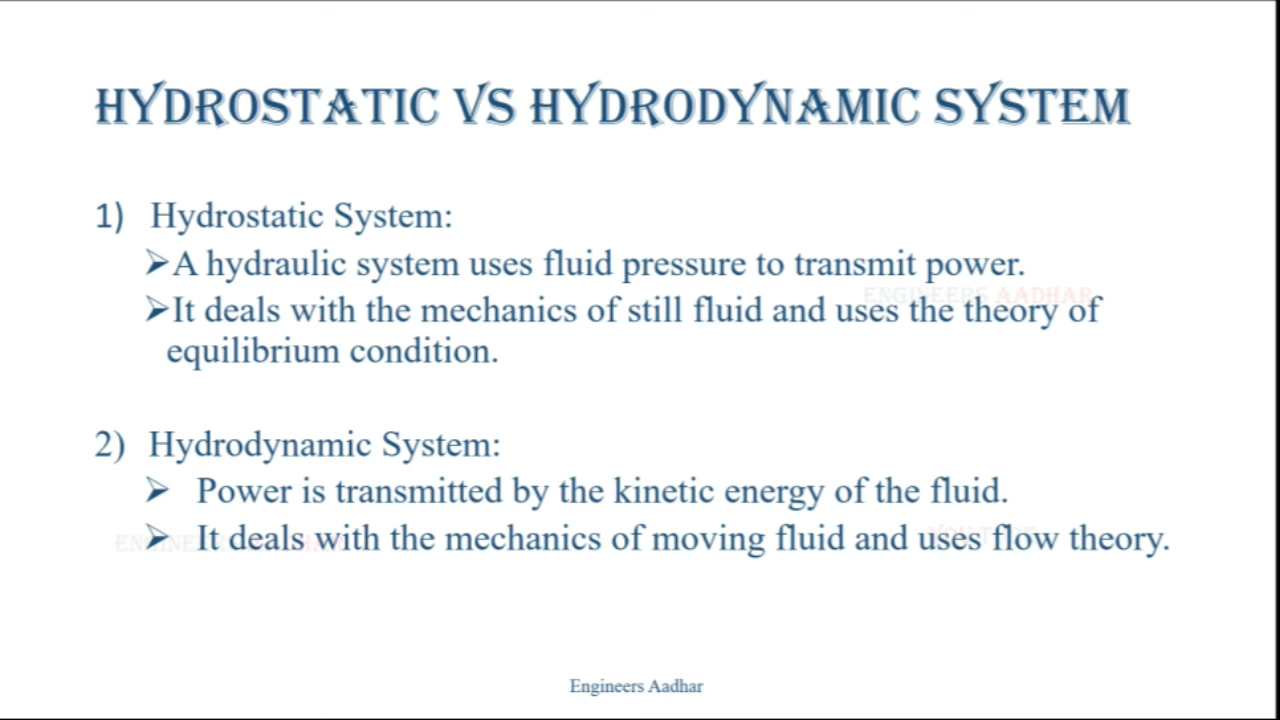 HYDROSTATIC VS HYDRODYNAMIC SYSTEM
1) Hydrostatic System:
➢A hydraulic system uses fluid pressure to transmit power.
ENGINEERS AADHAR
➢It deals with the mechanics of still fluid and uses the theory of
equilibrium condition.
2) Hydrodynamic System:
➢ Power is transmitted by the kinetic energy of the fluid.
➢ It deals with the mechanics of moving fluid and uses flow theory.
Engineers Aadhar